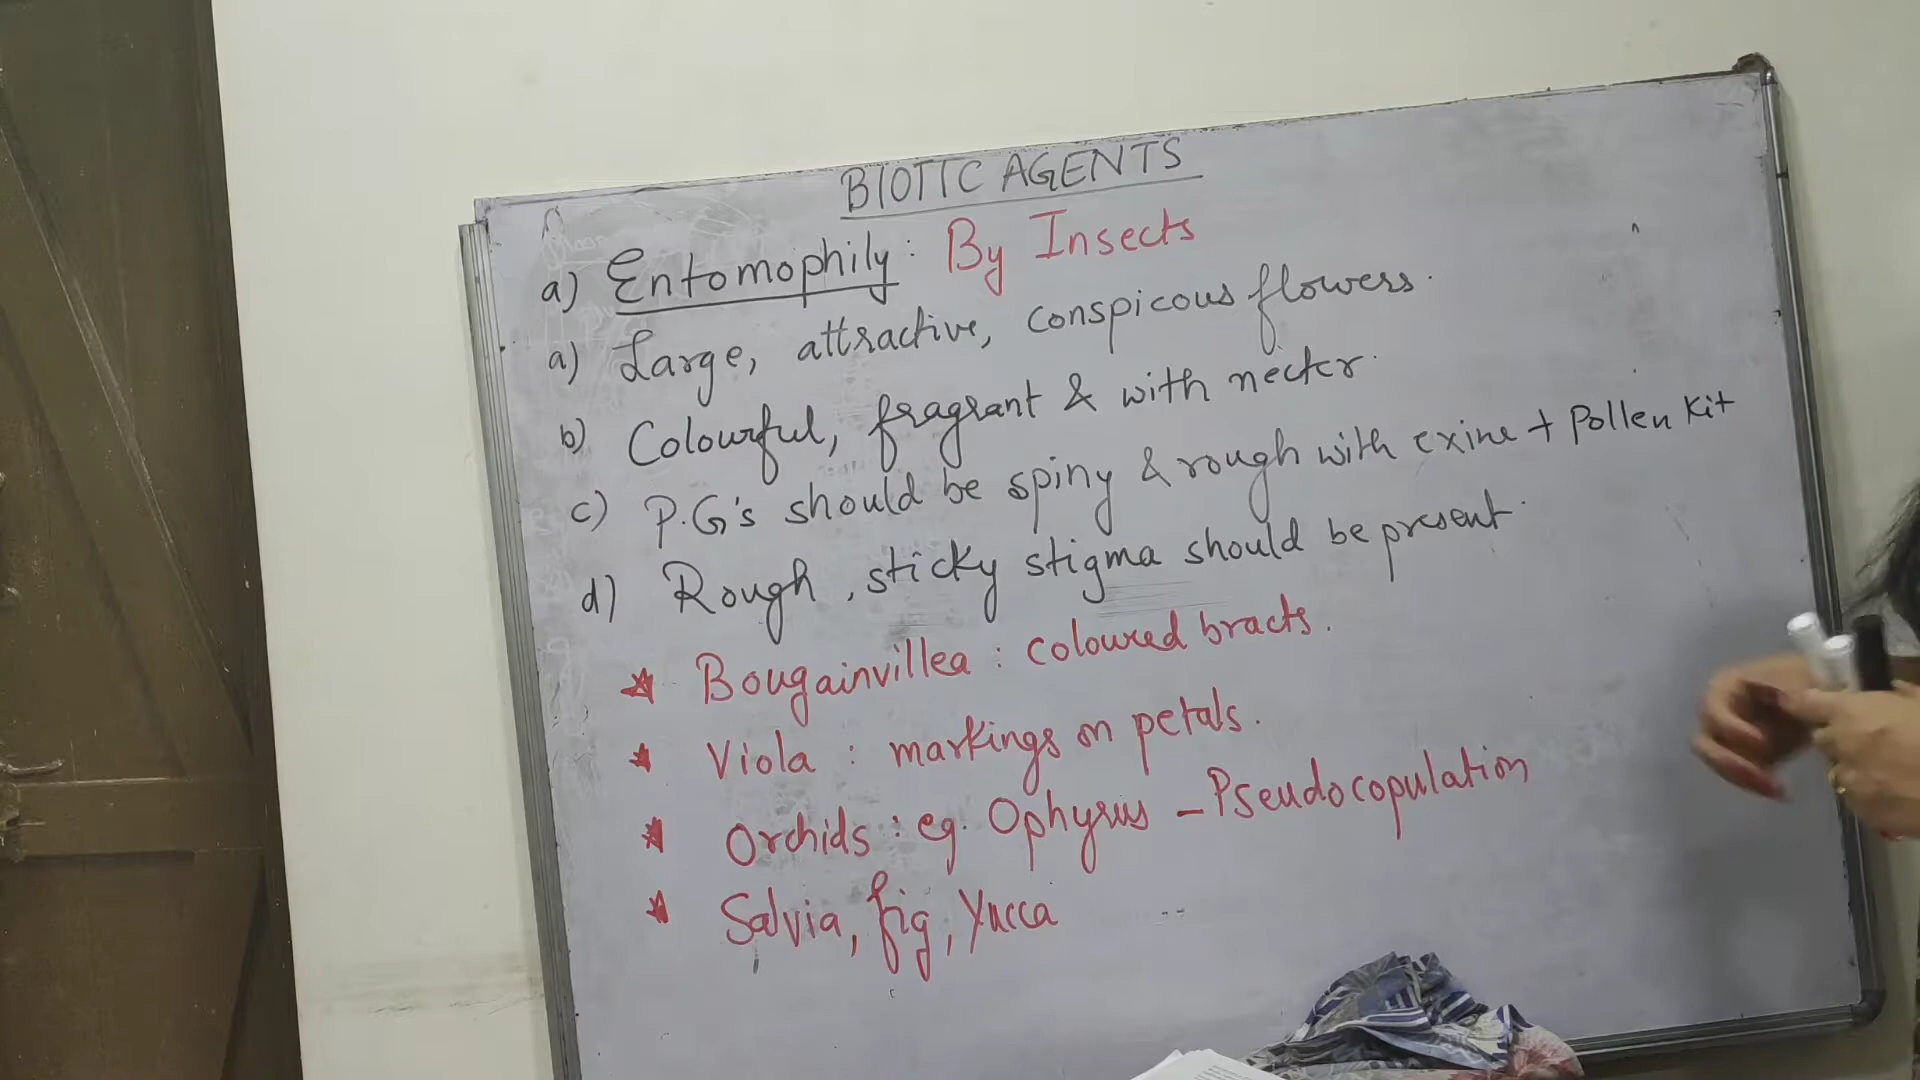 BIOTIC AGENTS
a) Entomophily: By Insects
a) Large, attractive, conspicous flowers.
b) Colourful, fragrant & with necter.
c) P.G's should be spiny & rough with exine + Pollen Kit
d) Rough, sticky stigma should be present.
* Bougainvillea: coloured bracts.
* Viola: markings on petals.
* Orchids: eg. Ophyrus - Pseudocopulation
* Salvia, fig, Yucca